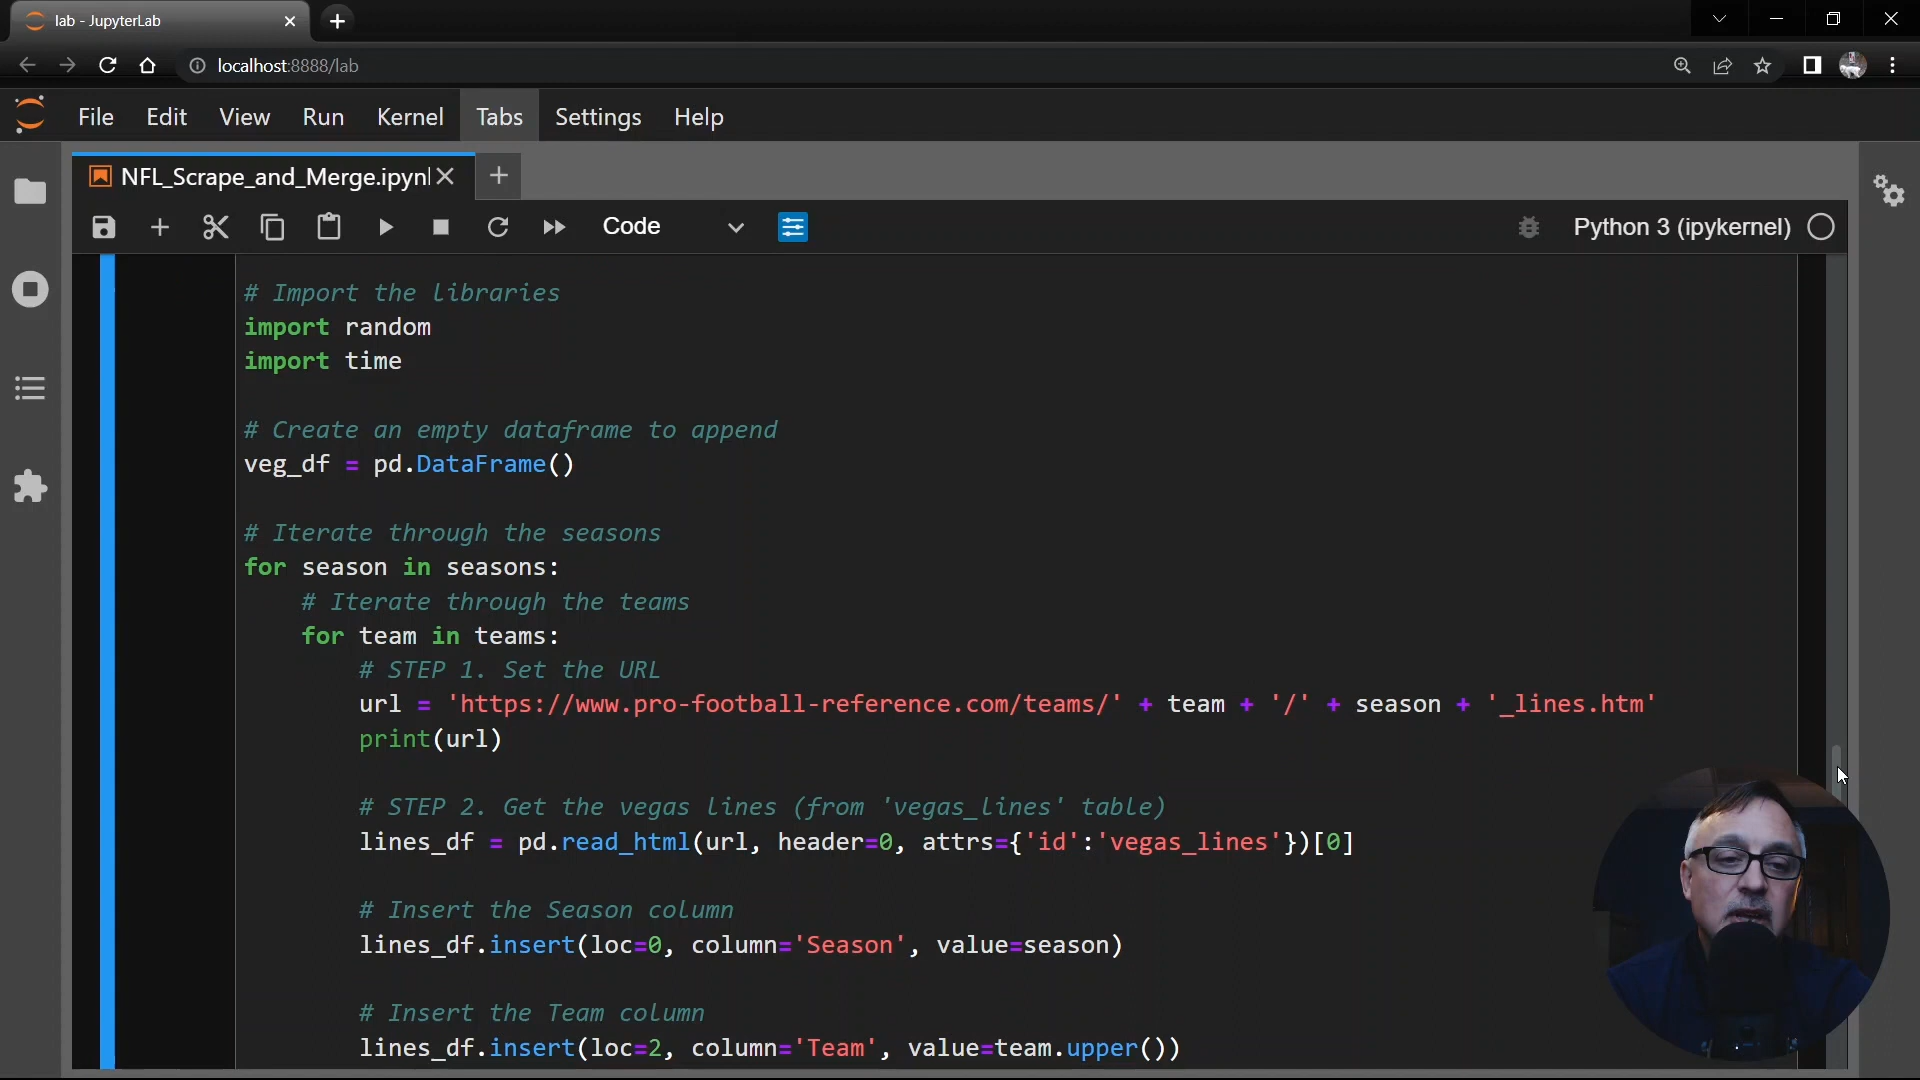 lab - JupyterLab
localhost:8888/lab
File Edit View Run Kernel Tabs Settings Help
NFL_Scrape_and_Merge.ipynl
Code
Python 3 (ipykernel)
# Import the libraries
import random
import time
# Create an empty dataframe to append
veg_df = pd.DataFrame()
# Iterate through the seasons
for season in seasons:
# Iterate through the teams
for team in teams:
# STEP 1. Set the URL
url = 'https://www.pro-football-reference.com/teams/' + team + '/' + season + '_lines.htm'
print(url)
# STEP 2. Get the vegas lines (from 'vegas_lines' table)
lines_df = pd.read_html(url, header=0, attrs={'id':'vegas_lines'})[0]
# Insert the Season column
lines_df.insert(loc=0, column='Season', value=season)
# Insert the Team column
lines_df.insert(loc=2, column='Team', value=team.upper())